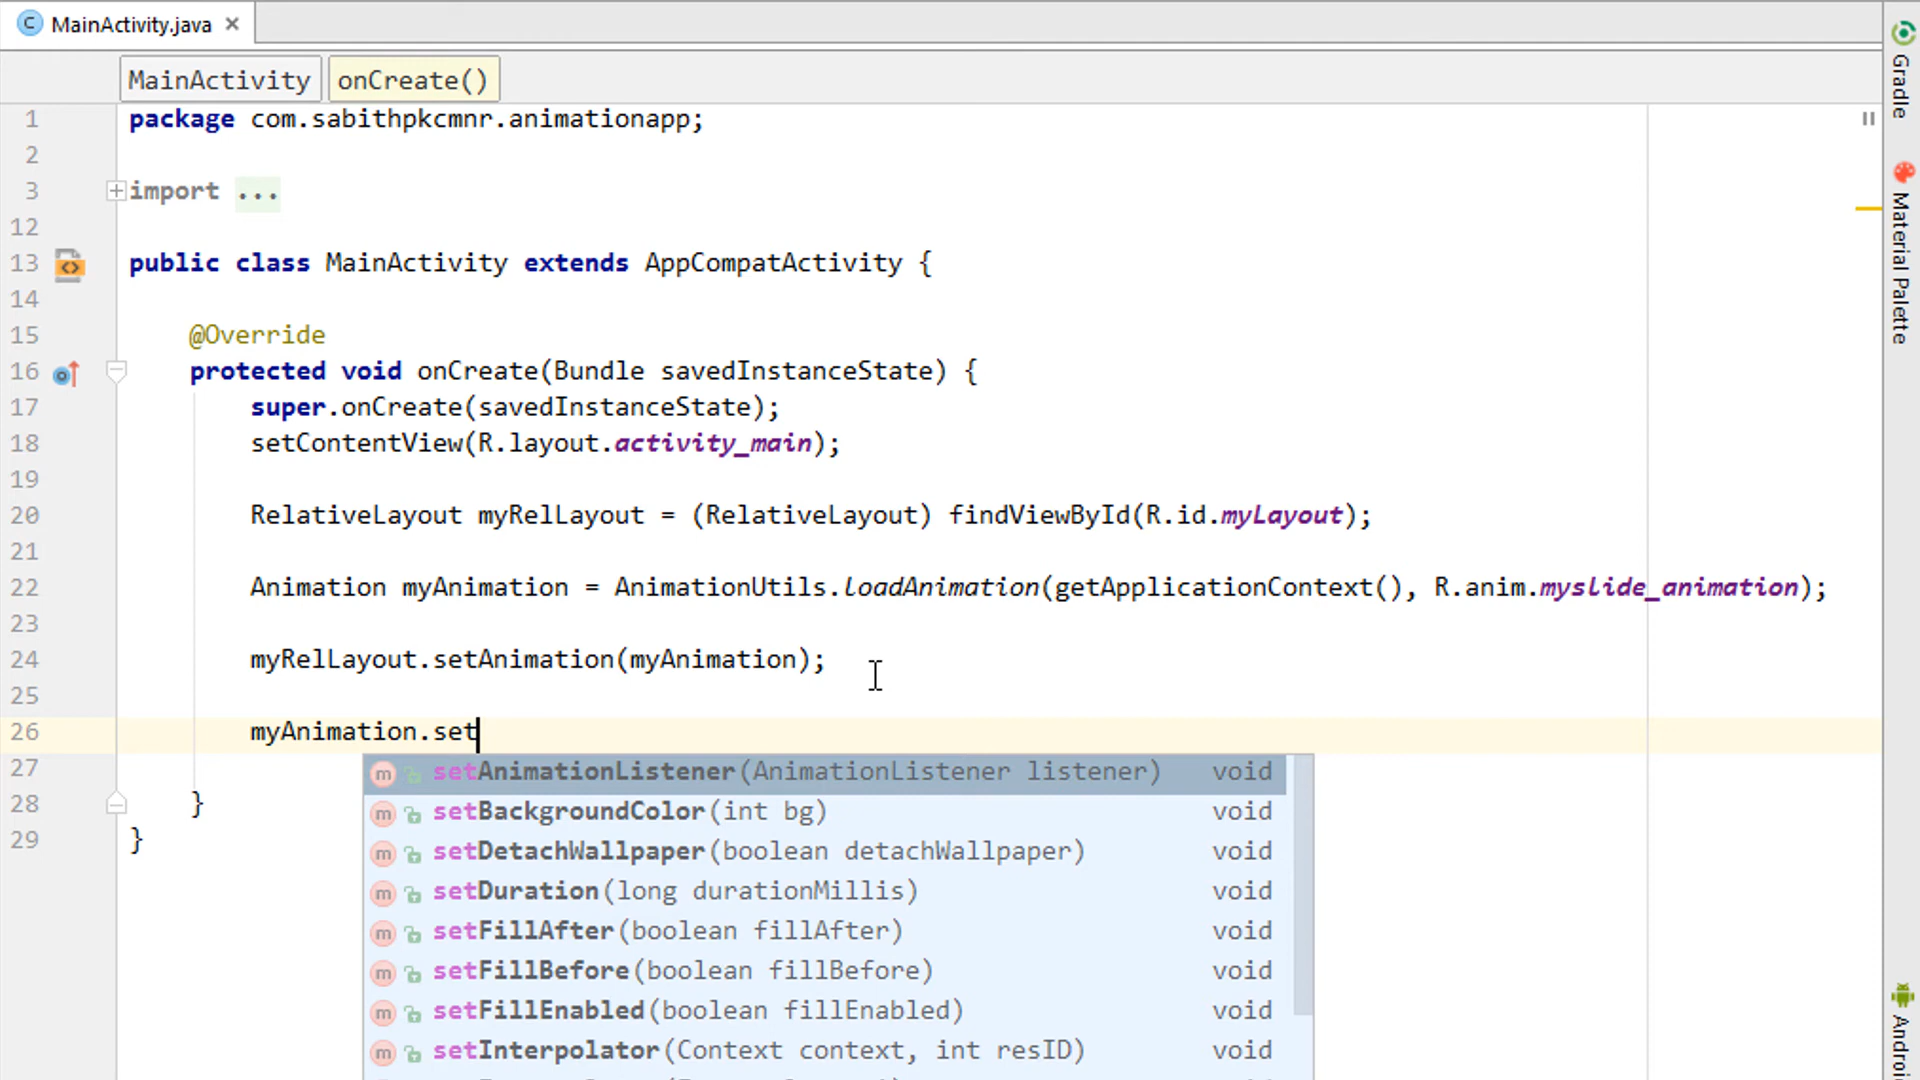 MainActivity.java
MainActivity onCreate()
1 package com.sabithpkcmnr.animationapp;
2
3 import ...
12
13 public class MainActivity extends AppCompatActivity {
14
15 @Override
16 protected void onCreate(Bundle savedInstanceState) {
17 super.onCreate(savedInstanceState);
18 setContentView(R.layout.activity_main);
19
20 RelativeLayout myRelLayout = (RelativeLayout) findViewById(R.id.myLayout);
21
22 Animation myAnimation = AnimationUtils.loadAnimation(getApplicationContext(), R.anim.myslide_animation);
23
24 myRelLayout.setAnimation(myAnimation);
25
26 myAnimation.set
27
28 }
29 }
setAnimationListener(AnimationListener listener) void
setBackgroundColor(int bg) void
setDetachWallpaper(boolean detachWallpaper) void
setDuration(long durationMillis) void
setFillAfter(boolean fillAfter) void
setFillBefore(boolean fillBefore) void
setFillEnabled(boolean fillEnabled) void
setInterpolator(Context context, int resID) void
Gradle
Material Palette